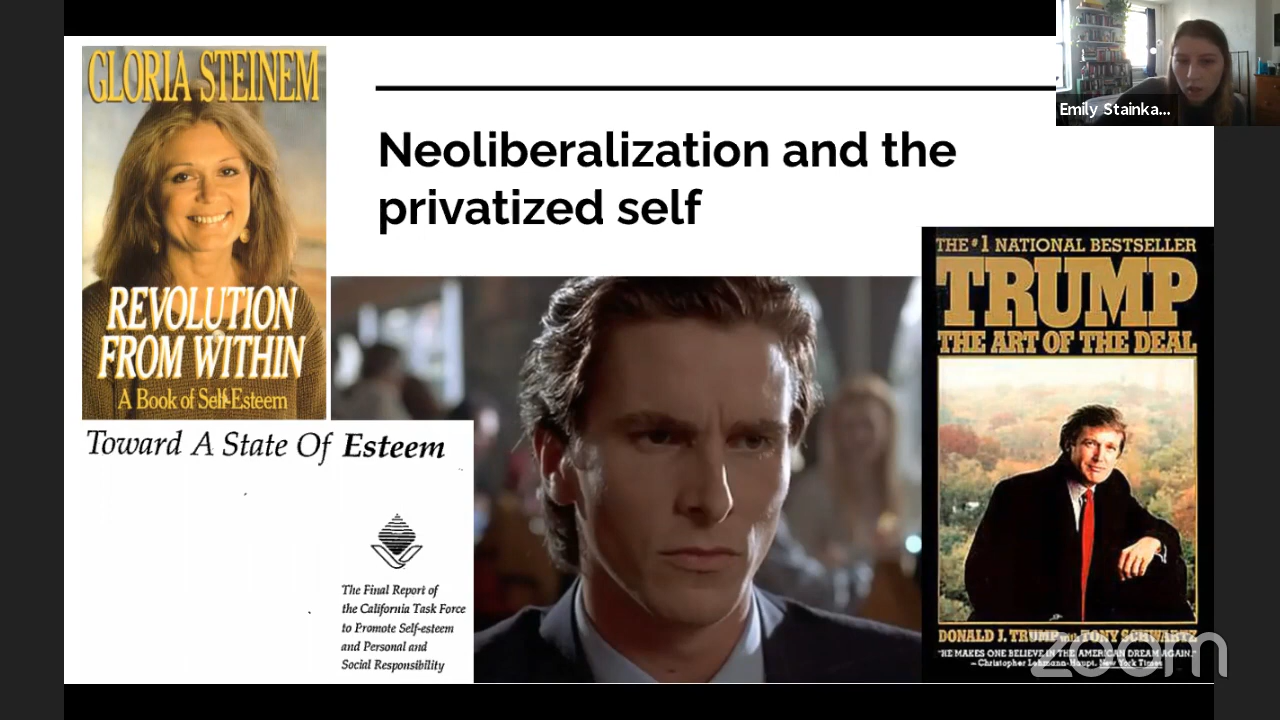 GLORIA STEINEM
REVOLUTION
FROM WITHIN
A Book of Self-Esteem
Neoliberalization and the
privatized self
Emily Stainka...
Toward A State Of Esteem
The Final Report of
the California Task Force
to Promote Self-esteem
and Personal and
Social Responsibility
THE #1 NATIONAL BESTSELLER
TRUMP
THE ART OF THE DEAL
DONALD J. TRUMP with TONY SCHWARTZ
"HE MAKES ONE BELIEVE IN THE AMERICAN DREAM AGAIN."
– Christopher Lehmann-Haupt, New York Times
zoom